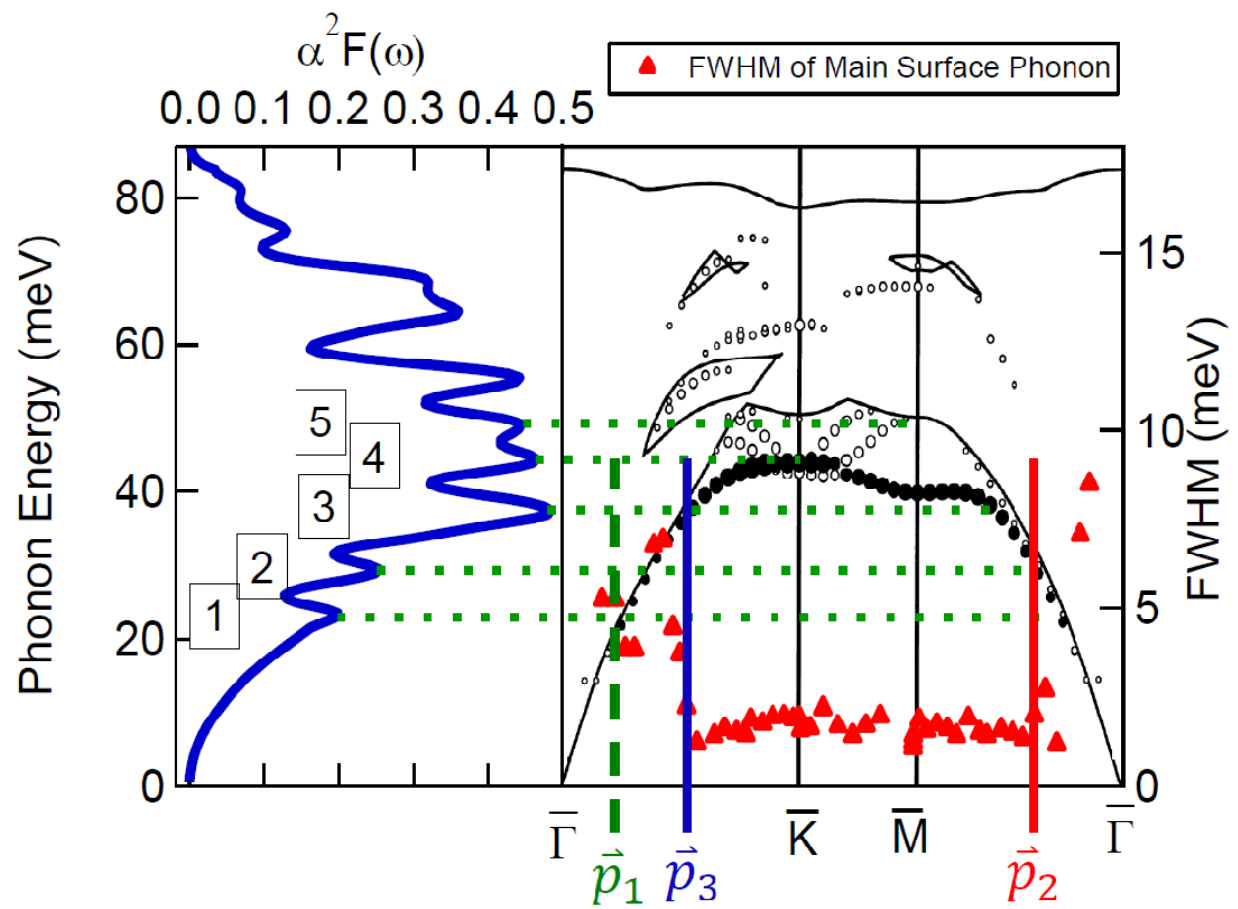 α²F(ω)
FWHM of Main Surface Phonon
0.0 0.1 0.2 0.3 0.4 0.5
Phonon Energy (meV)
80
60
40
20
0
5
4
3
2
1
15
10
5
0
FWHM (meV)
Γ̅ K̅ M̅ Γ̅
p⃗₁ p⃗₃ p⃗₂